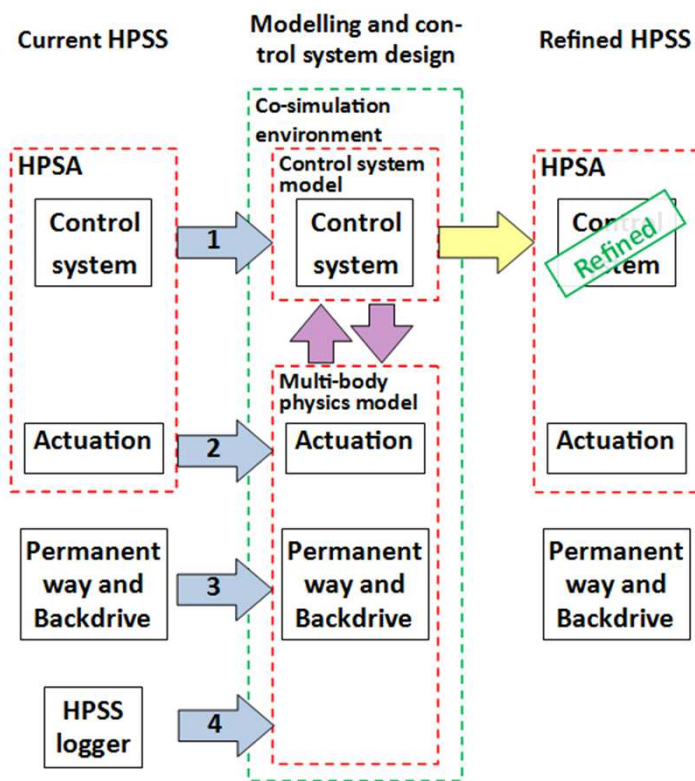 Current HPSS
Modelling and con-
trol system design
Refined HPSS
Co-simulation
environment
HPSA
Control
system
1
Control system
model
Control
system
HPSA
Refined
Multi-body
physics model
Actuation
2
Actuation
Actuation
Permanent
way and
Backdrive
3
Permanent
way and
Backdrive
Permanent
way and
Backdrive
HPSS
logger
4